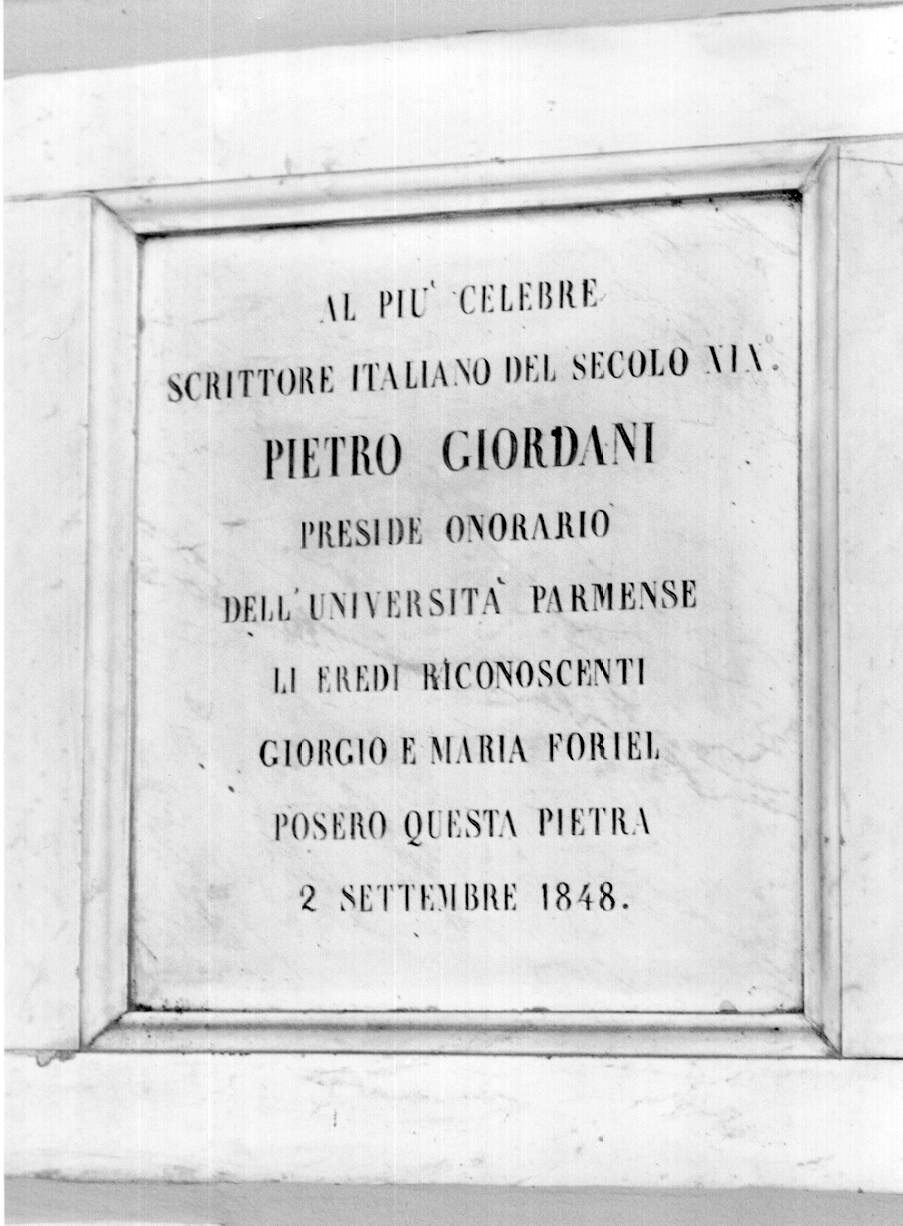 AL PIU' CELEBRE
SCRITTORE ITALIANO DEL SECOLO XIX°.
PIETRO GIORDANI
PRESIDE ONORARIO
DELL'UNIVERSITÀ PARMENSE
LI EREDI RICONOSCENTI
GIORGIO E MARIA FORIEL
POSERO QUESTA PIETRA
2 SETTEMBRE 1848.